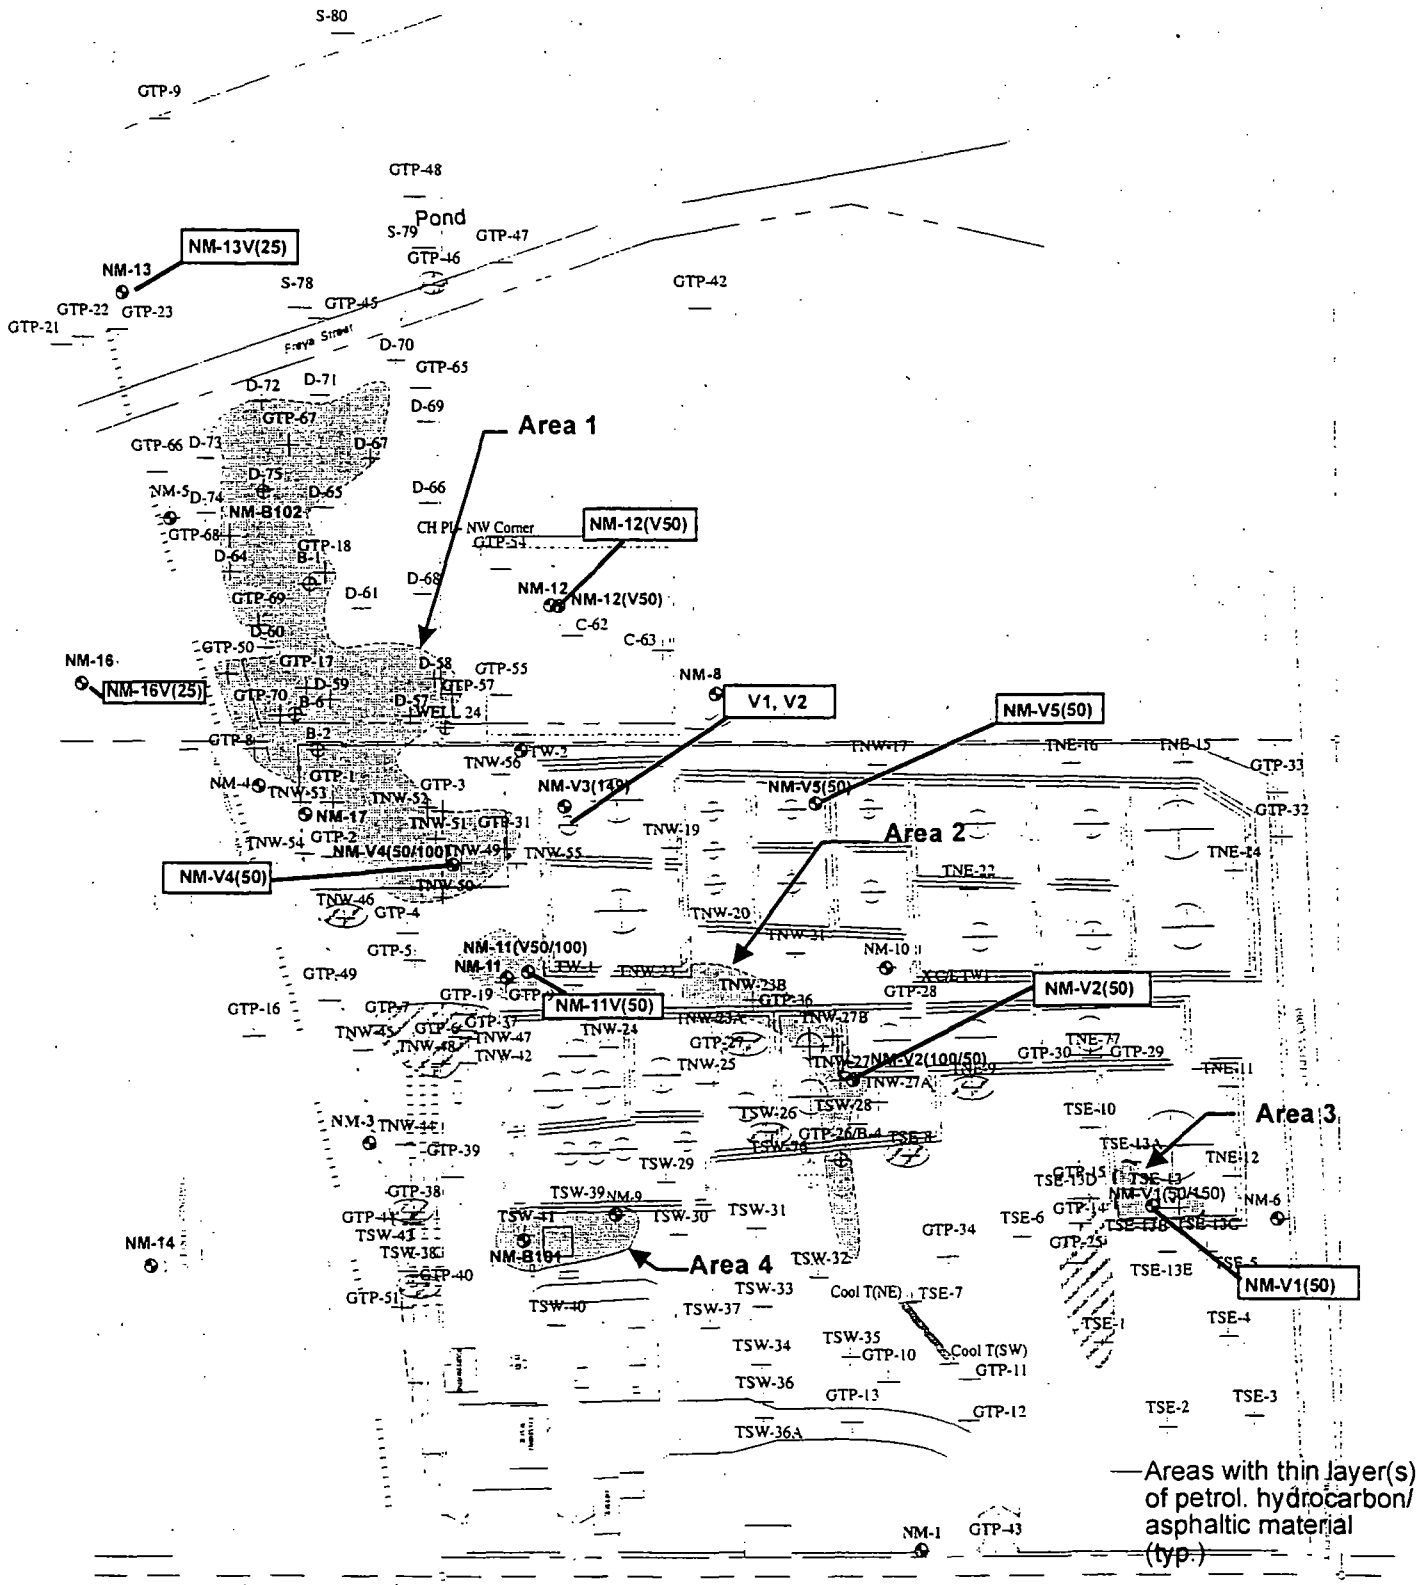 S-80
GTP-9
GTP-48
Pond
S-79
GTP-47
GTP-46
NM-13V(25)
NM-13
S-78
GTP-42
GTP-22
GTP-23
GTP-45
GTP-21
Freya Street
D-70
GTP-65
D-72
D-71
D-69
GTP-67
Area 1
GTP-66
D-73
D-67
D-75
NM-5
D-74
D-65
D-66
NM-B102
GTP-68
CH Pl- NW Corner
NM-12(V50)
GTP-54
GTP-18
D-64
B-1
D-68
GTP-69
D-61
NM-12
NM-12(V50)
D-60
C-62
GTP-50
C-63
NM-16
GTP-17
D-58
GTP-55
NM-8
NM-16V(25)
GTP-70
D-59
GTP-57
B-6
D-57
WELL 24
V1, V2
NM-V5(50)
GTP-8
B-2
TW-2
TNW-17
TNE-16
TNE-15
TNW-56
GTP-33
NM-4
GTP-1
GTP-3
NM-V3(149)
NM-V5(50)
TNW-53
TNW-52
GTP-32
NM-17
TNW-51
GTP-31
TNW-19
Area 2
TNW-54
GTP-2
NM-V4(50/100)
TNW-49
TNW-55
TNE-14
NM-V4(50)
TNW-50
TNE-22
TNW-46
GTP-4
TNW-20
GTP-5
NM-11(V50/100)
TNW-21
NM-10
GTP-49
NM-11
TW-1
TNW-23
TNW-23B
NM-V2(50)
GTP-16
GTP-7
GTP-19
GTP-9
NM-11V(50)
GTP-36
GTP-28
GTP-6
GTP-37
TNW-23A
TNW-27B
TNW-45
TNW-47
TNW-24
GTP-27
TNE-77
TNW-48
TNW-42
TNW-25
TNW-27
NM-V2(100/50)
GTP-30
GTP-29
TNW-27A
TNE-9
TNE-11
NM-3
TNW-44
TSW-26
TSW-28
TSE-10
Area 3
GTP-39
TSW-76
GTP-26/B-4
TSE-8
TSE-13A
TNE-12
GTP-38
TSW-29
GTP-15
TSE-13D
TSE-13
TSW-39
NM-9
NM-V1(50/150)
NM-6
GTP-44
TSW-41
TSW-30
TSW-31
GTP-14
TSW-43
TSE-6
TSE-13B
TSE-13C
NM-14
TSW-38
NM-B101
GTP-34
GTP-25
Area 4
TSW-32
TSE-13E
TSE-5
GTP-40
GTP-51
TSW-33
Cool T(NE)
TSE-7
NM-V1(50)
TSW-40
TSW-37
TSE-1
TSE-4
TSW-34
TSW-35
Cool T(SW)
GTP-10
GTP-11
TSW-36
GTP-13
GTP-12
TSE-2
TSE-3
TSW-36A
Areas with thin layer(s)
of petrol. hydrocarbon/
asphaltic material
(typ.)
NM-1
GTP-43